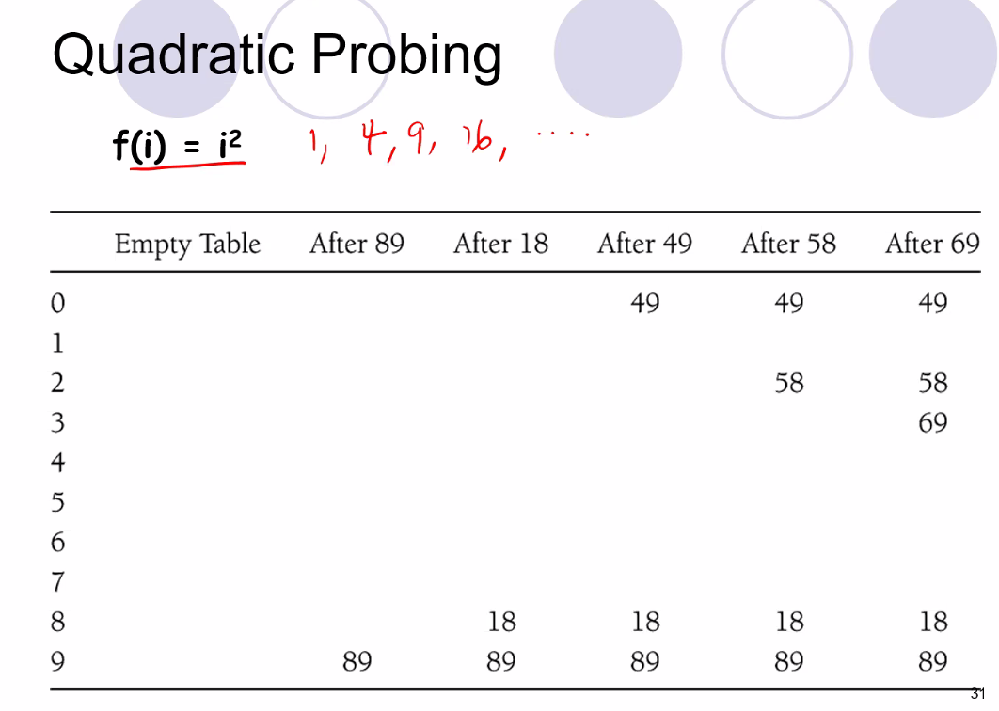 Quadratic Probing
f(i) = i² 1, 4, 9, 16, ....
Empty Table After 89 After 18 After 49 After 58 After 69
0 49 49 49
1
2 58 58
3 69
4
5
6
7
8 18 18 18 18
9 89 89 89 89 89
31